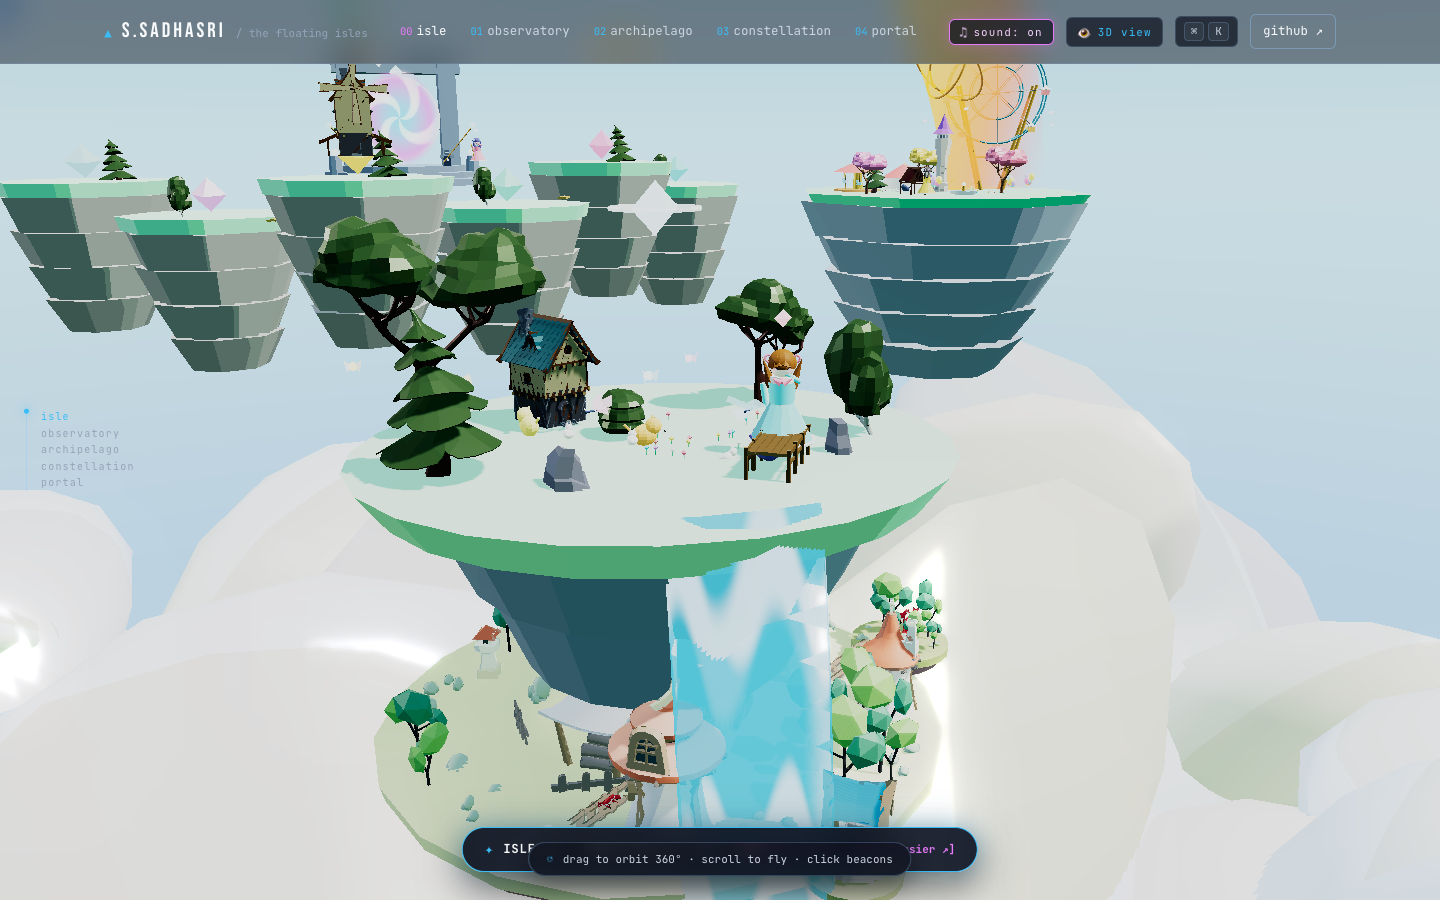 ▲ S.SADHASRI / the floating isles 00 isle 01 observatory 02 archipelago 03 constellation 04 portal ♫ sound: on 3D view ⌘ K github ↗
isle
observatory
archipelago
constellation
portal
✦ ISLE sier ↗]
drag to orbit 360° · scroll to fly · click beacons